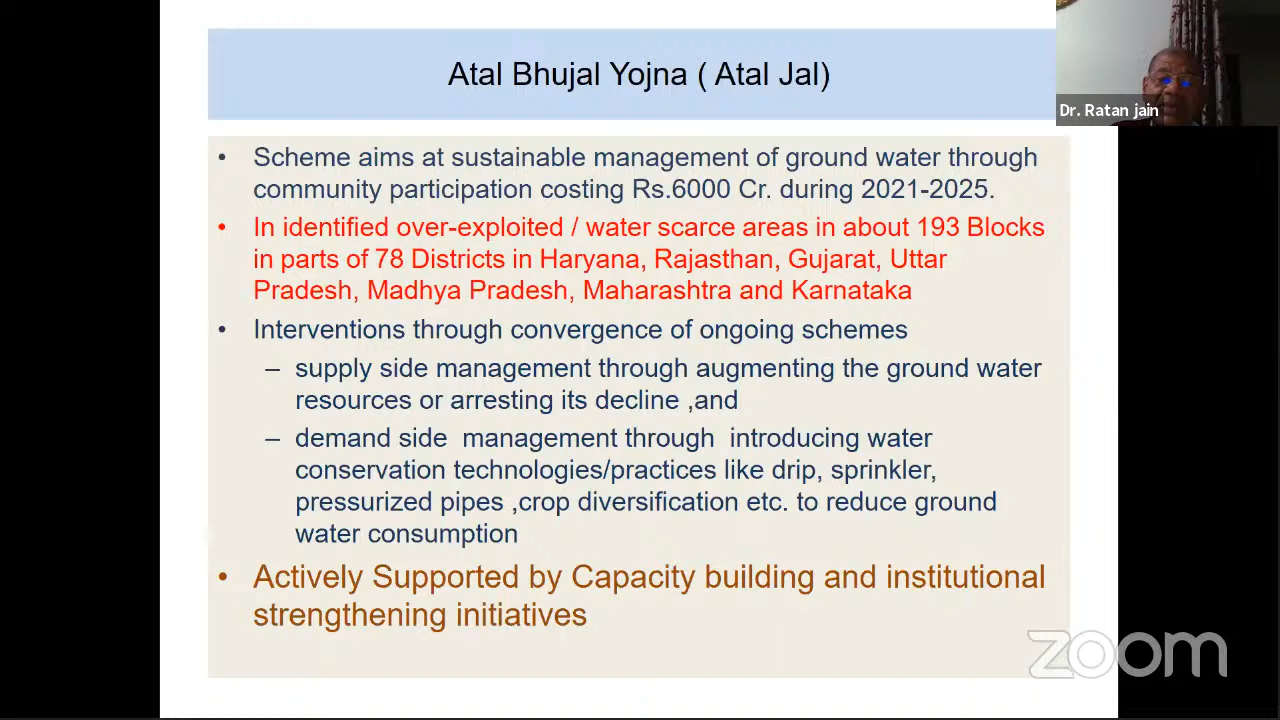 Atal Bhujal Yojna ( Atal Jal)
Dr. Ratan jain
• Scheme aims at sustainable management of ground water through
community participation costing Rs.6000 Cr. during 2021-2025.
• In identified over-exploited / water scarce areas in about 193 Blocks
in parts of 78 Districts in Haryana, Rajasthan, Gujarat, Uttar
Pradesh, Madhya Pradesh, Maharashtra and Karnataka
• Interventions through convergence of ongoing schemes
– supply side management through augmenting the ground water
resources or arresting its decline ,and
– demand side  management through  introducing water
conservation technologies/practices like drip, sprinkler,
pressurized pipes ,crop diversification etc. to reduce ground
water consumption
• Actively Supported by Capacity building and institutional
strengthening initiatives
zoom